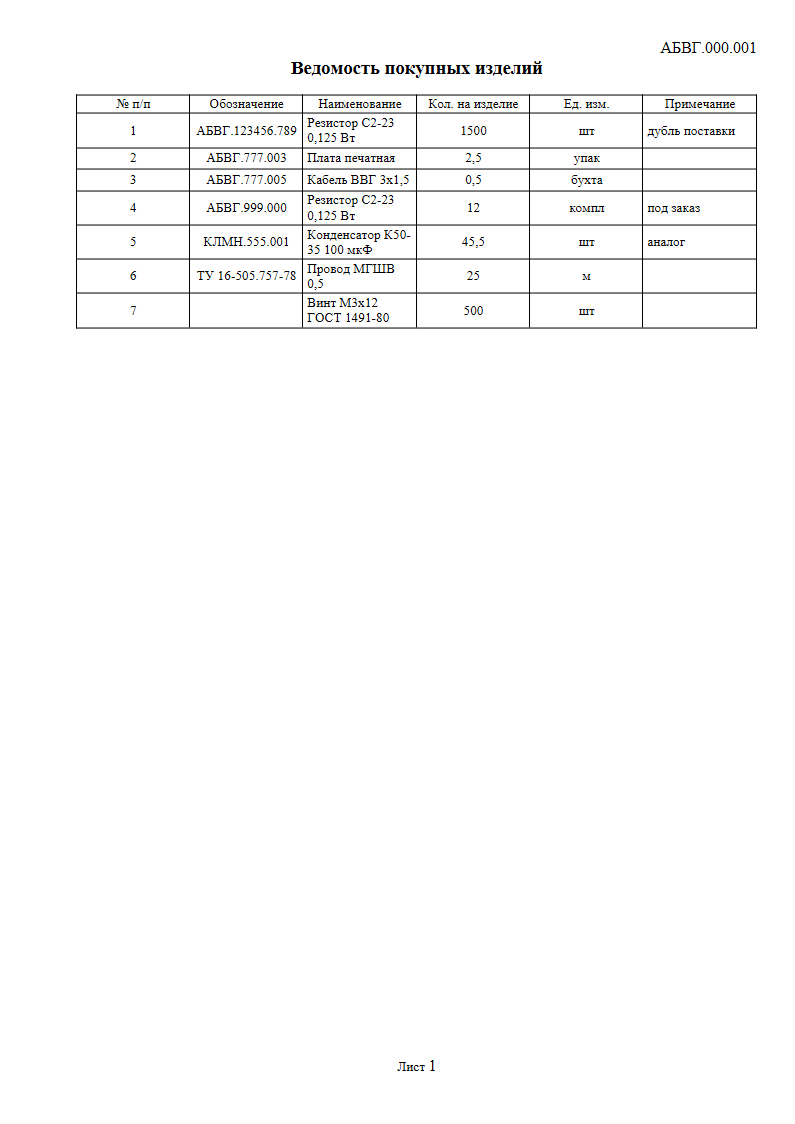 АБВГ.000.001
Ведомость покупных изделий
№ п/п Обозначение Наименование Кол. на изделие Ед. изм. Примечание
1 АБВГ.123456.789 Резистор С2-23 0,125 Вт 1500 шт дубль поставки
2 АБВГ.777.003 Плата печатная 2,5 упак
3 АБВГ.777.005 Кабель ВВГ 3х1,5 0,5 бухта
4 АБВГ.999.000 Резистор С2-23 0,125 Вт 12 компл под заказ
5 КЛМН.555.001 Конденсатор К50-35 100 мкФ 45,5 шт аналог
6 ТУ 16-505.757-78 Провод МГШВ 0,5 25 м
7 Винт М3х12 ГОСТ 1491-80 500 шт
Лист 1